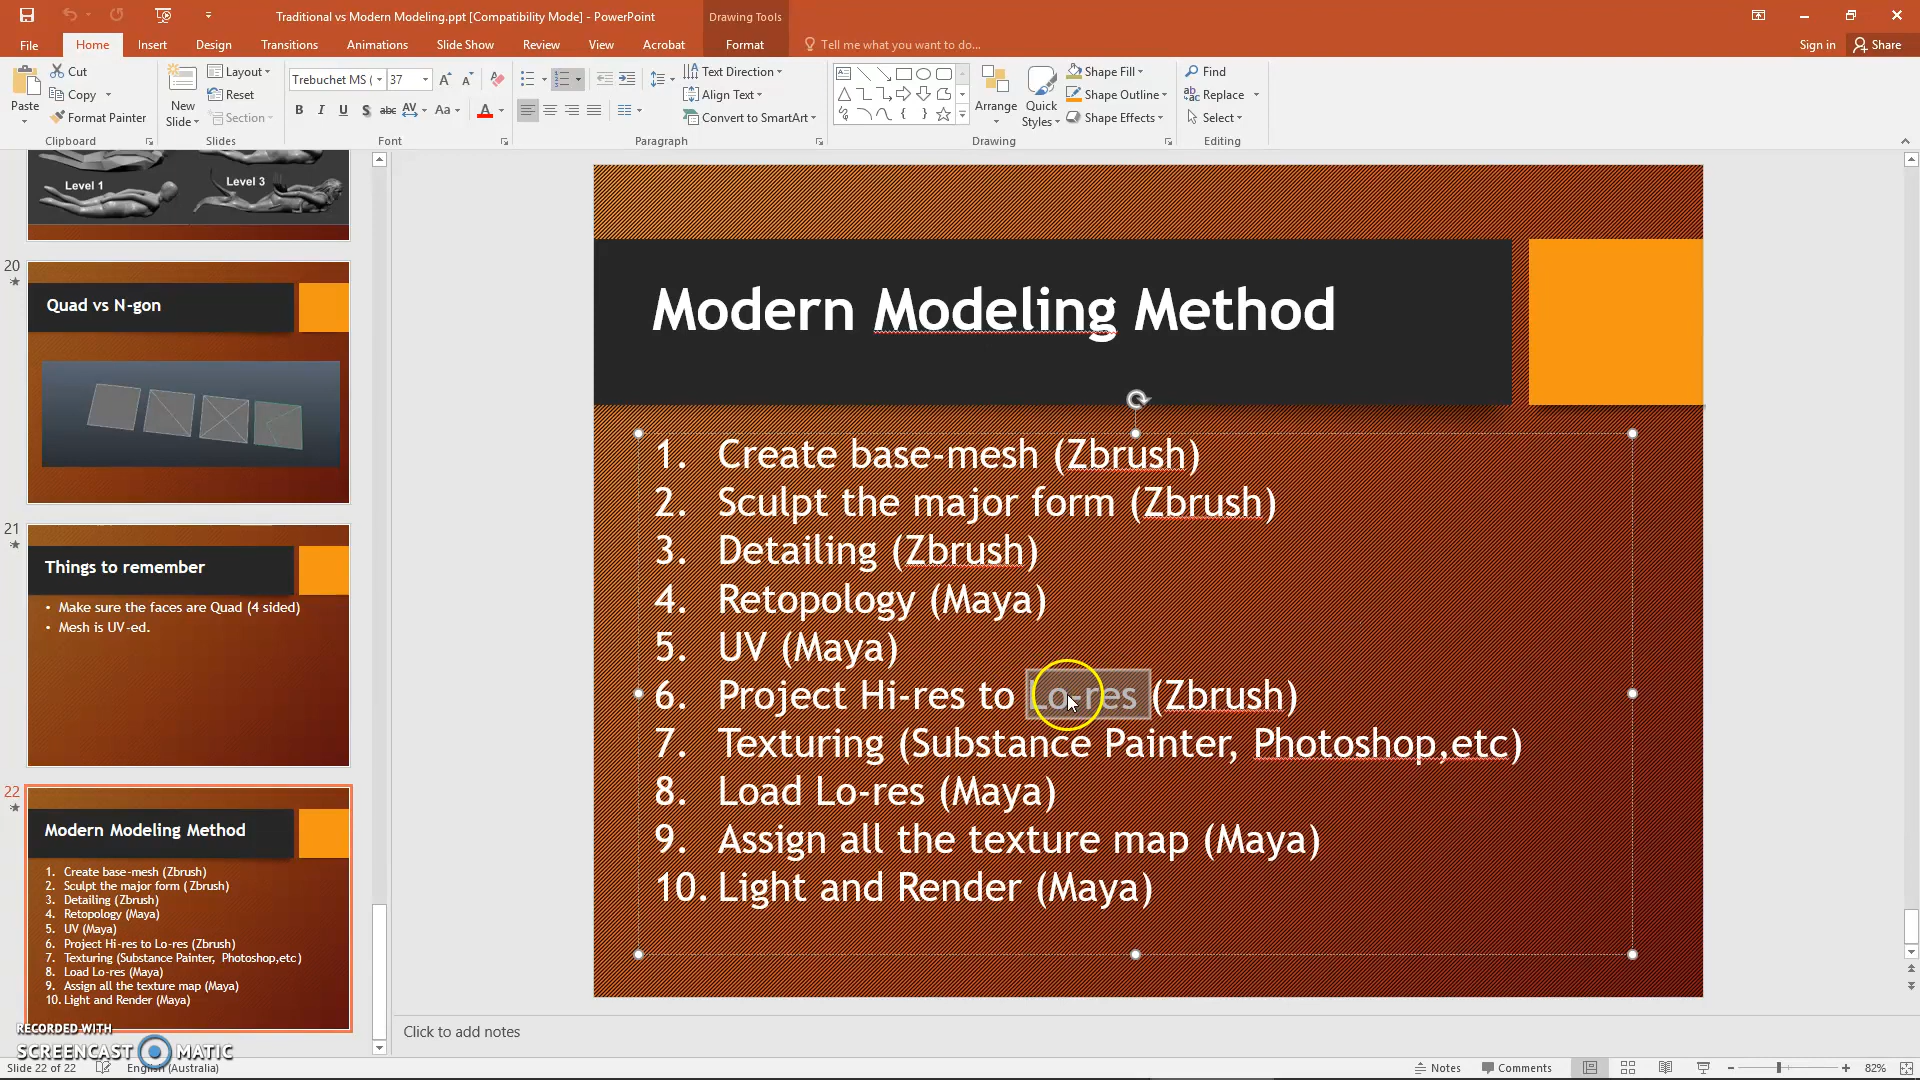 Traditional vs Modern Modeling.ppt [Compatibility Mode] - PowerPoint
Drawing Tools
File
Home
Insert
Design
Transitions
Animations
Slide Show
Review
View
Acrobat
Format
Tell me what you want to do...
Sign in
Share
Paste
Cut
Copy
Format Painter
Clipboard
New Slide
Layout
Reset
Section
Slides
Trebuchet MS (
37
Font
Text Direction
Align Text
Convert to SmartArt
Paragraph
Arrange
Quick Styles
Shape Fill
Shape Outline
Shape Effects
Drawing
Find
Replace
Select
Editing
Level 1
Level 3
20
Quad vs N-gon
21
Things to remember
• Make sure the faces are Quad (4 sided)
• Mesh is UV-ed.
22
Modern Modeling Method
1. Create base-mesh (Zbrush)
2. Sculpt the major form (Zbrush)
3. Detailing (Zbrush)
4. Retopology (Maya)
5. UV (Maya)
6. Project Hi-res to Lo-res (Zbrush)
7. Texturing (Substance Painter, Photoshop,etc)
8. Load Lo-res (Maya)
9. Assign all the texture map (Maya)
10. Light and Render (Maya)
Modern Modeling Method
1. Create base-mesh (Zbrush)
2. Sculpt the major form (Zbrush)
3. Detailing (Zbrush)
4. Retopology (Maya)
5. UV (Maya)
6. Project Hi-res to Lo-res (Zbrush)
7. Texturing (Substance Painter, Photoshop,etc)
8. Load Lo-res (Maya)
9. Assign all the texture map (Maya)
10. Light and Render (Maya)
Click to add notes
RECORDED WITH
SCREENCAST MATIC
Slide 22 of 22
English (Australia)
Notes
Comments
82%